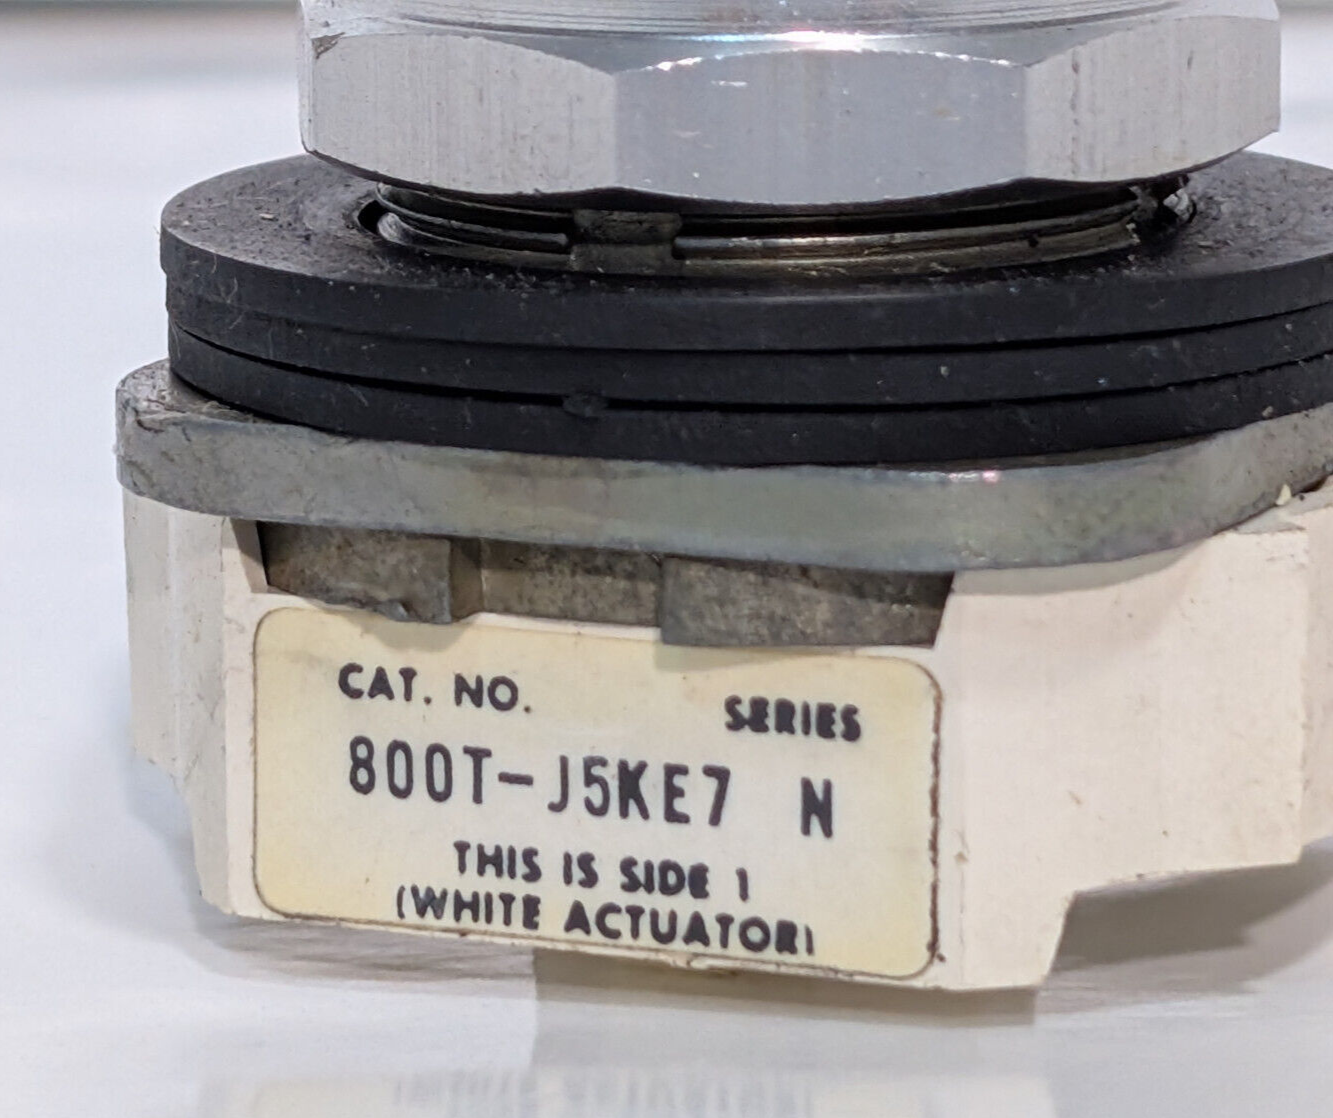 CAT. NO. SERIES
800T-J5KE7 N
THIS IS SIDE 1
(WHITE ACTUATOR)